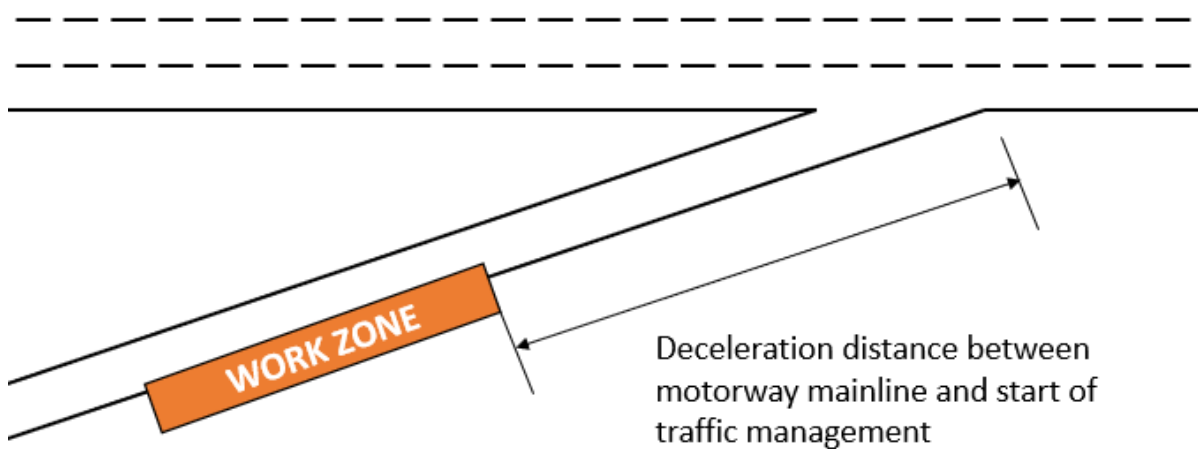 WORK ZONE
Deceleration distance between
motorway mainline and start of
traffic management